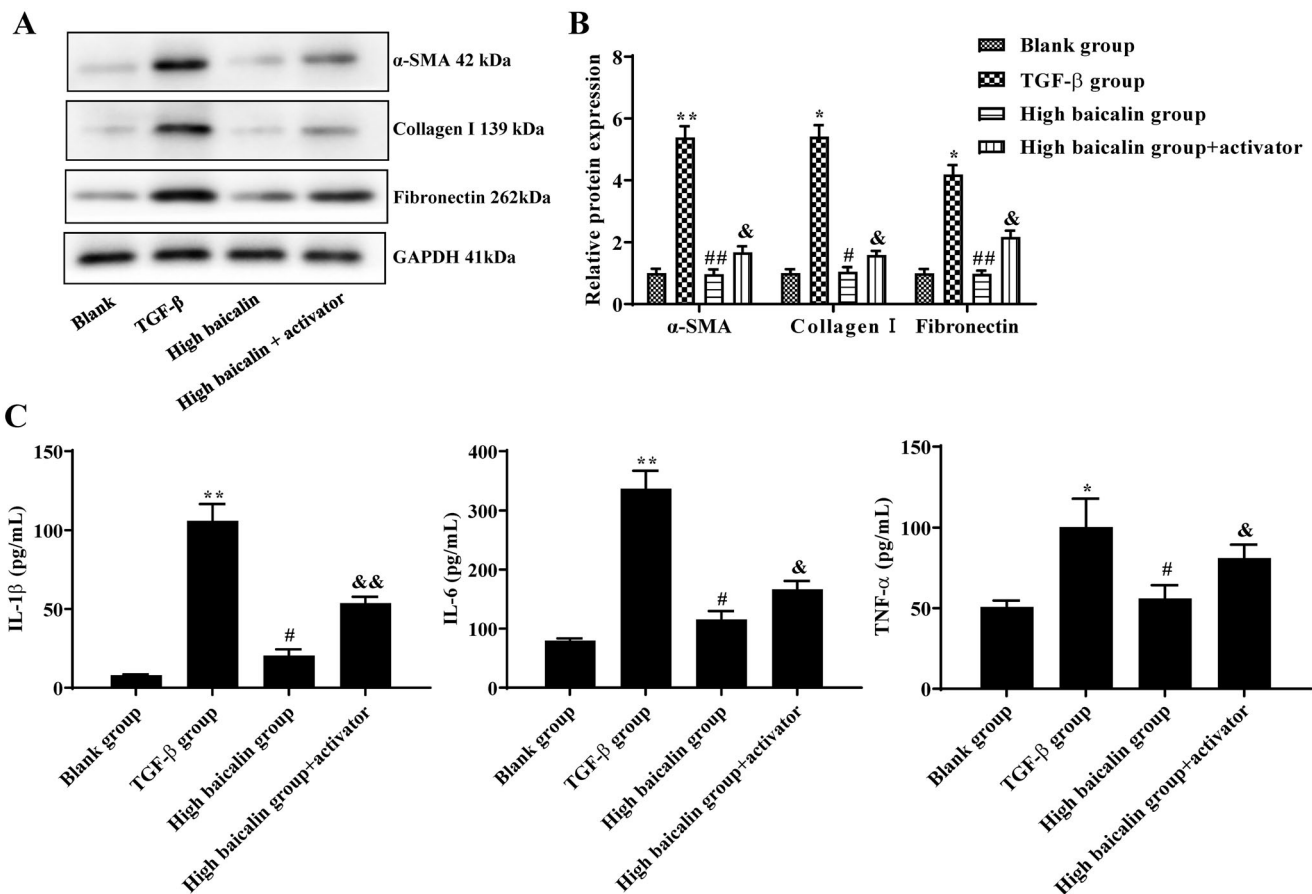 A
α-SMA 42 kDa
Collagen I 139 kDa
Fibronectin 262kDa
GAPDH 41kDa
Blank
TGF-β
High baicalin
High baicalin + activator
B
Relative protein expression
8
6
4
2
0
** ## &
* # &
* ## &
α-SMA
Collagen I
Fibronectin
Blank group
TGF-β group
High baicalin group
High baicalin group+activator
C
IL-1β (pg/mL)
150
100
50
0
**
#
&&
Blank group
TGF-β group
High baicalin group
High baicalin group+activator
IL-6 (pg/mL)
400
300
200
100
0
**
#
&
Blank group
TGF-β group
High baicalin group
High baicalin group+activator
TNF-α (pg/mL)
150
100
50
0
*
#
&
Blank group
TGF-β group
High baicalin group
High baicalin group+activator